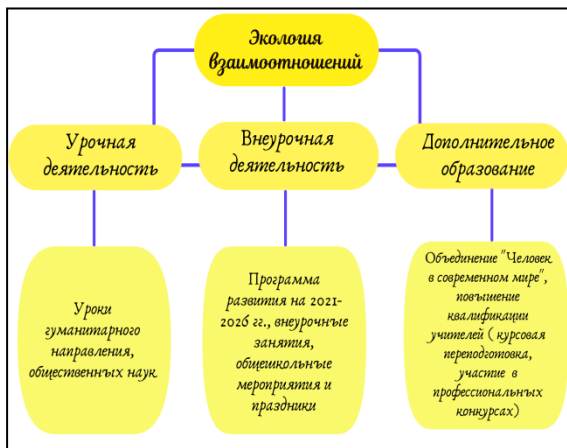 Экология
взаимоотношений
Урочная
деятельность
Внеурочная
деятельность
Дополнительное
образование
Уроки
гуманитарного
направления,
общественных наук
Программа
развития на 2021-
2026 гг., внеурочные
занятия,
общешкольные
мероприятия и
праздники
Объединение "Человек
в современном мире",
повышение
квалификации
учителей ( курсовая
переподготовка,
участие в
профессиональных
конкурсах)